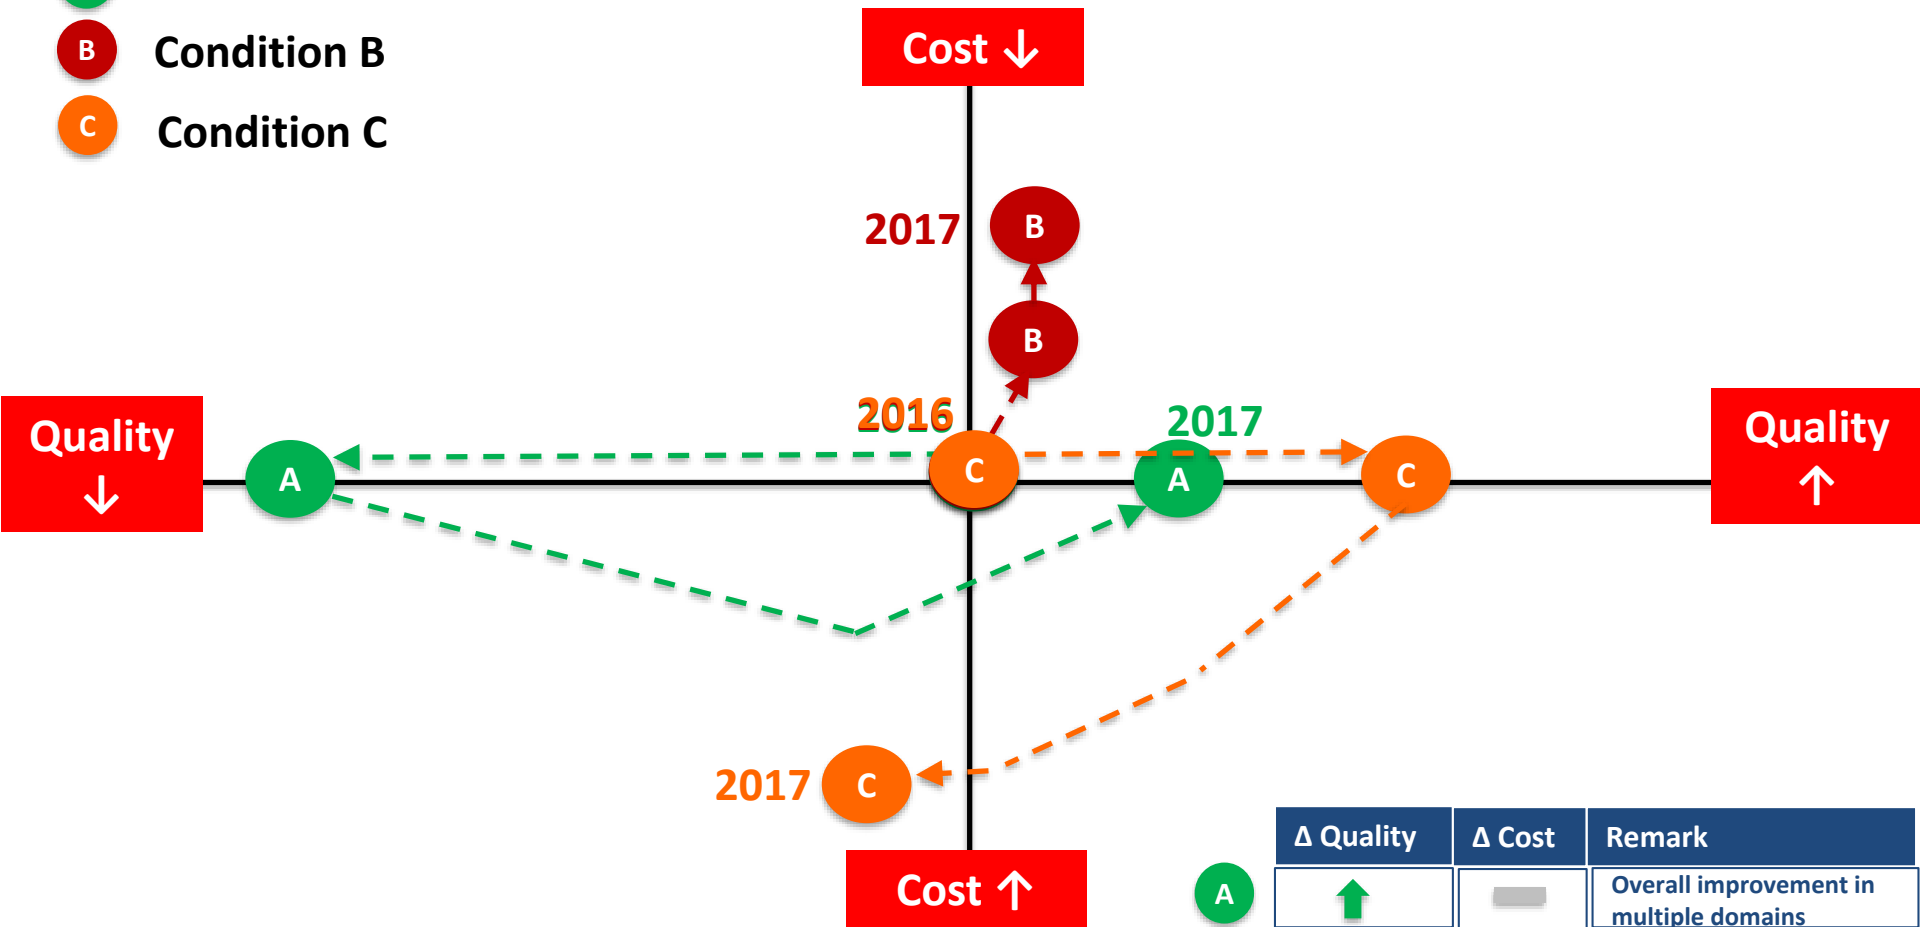 B Condition B
C Condition C
Cost ↓
2017 B
B
2016
2017
Quality
↓
A
C
A
C
Quality
↑
2017 C
Cost ↑
Δ Quality Δ Cost Remark
A Overall improvement in
multiple domains